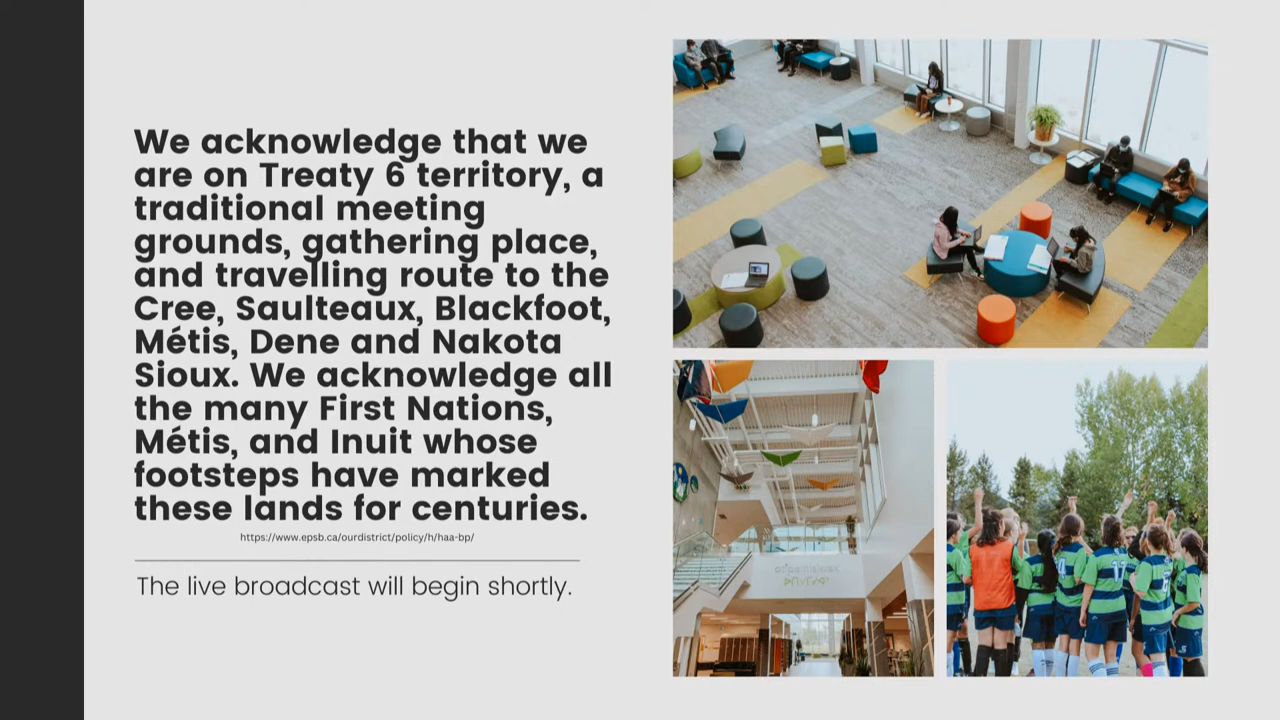 We acknowledge that we
are on Treaty 6 territory, a
traditional meeting
grounds, gathering place,
and travelling route to the
Cree, Saulteaux, Blackfoot,
Métis, Dene and Nakota
Sioux. We acknowledge all
the many First Nations,
Métis, and Inuit whose
footsteps have marked
these lands for centuries.
https://www.epsb.ca/ourdistrict/policy/h/haa-bp/
The live broadcast will begin shortly.